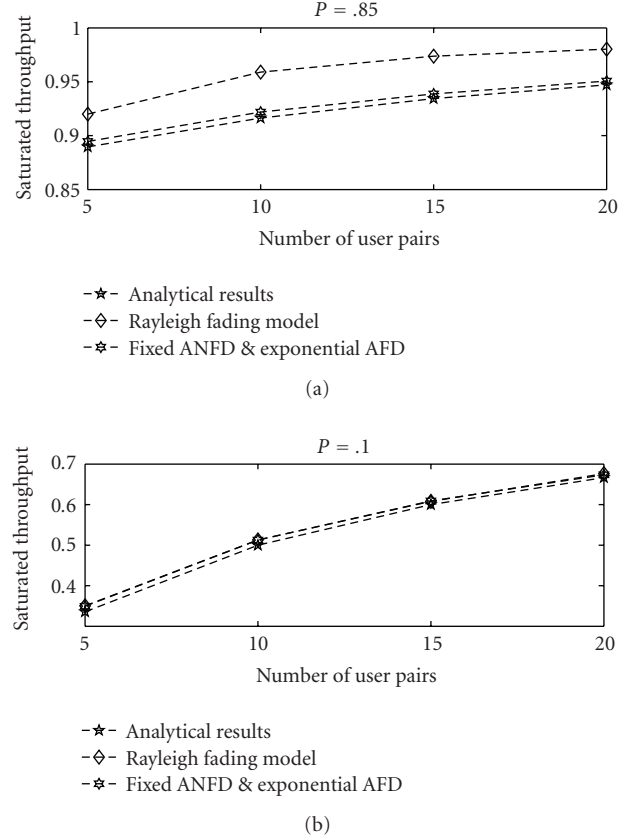 P = .85
Saturated throughput
1
0.95
0.9
0.85
5
10
15
20
Number of user pairs
Analytical results
Rayleigh fading model
Fixed ANFD & exponential AFD
(a)
P = .1
Saturated throughput
0.7
0.6
0.5
0.4
5
10
15
20
Number of user pairs
Analytical results
Rayleigh fading model
Fixed ANFD & exponential AFD
(b)